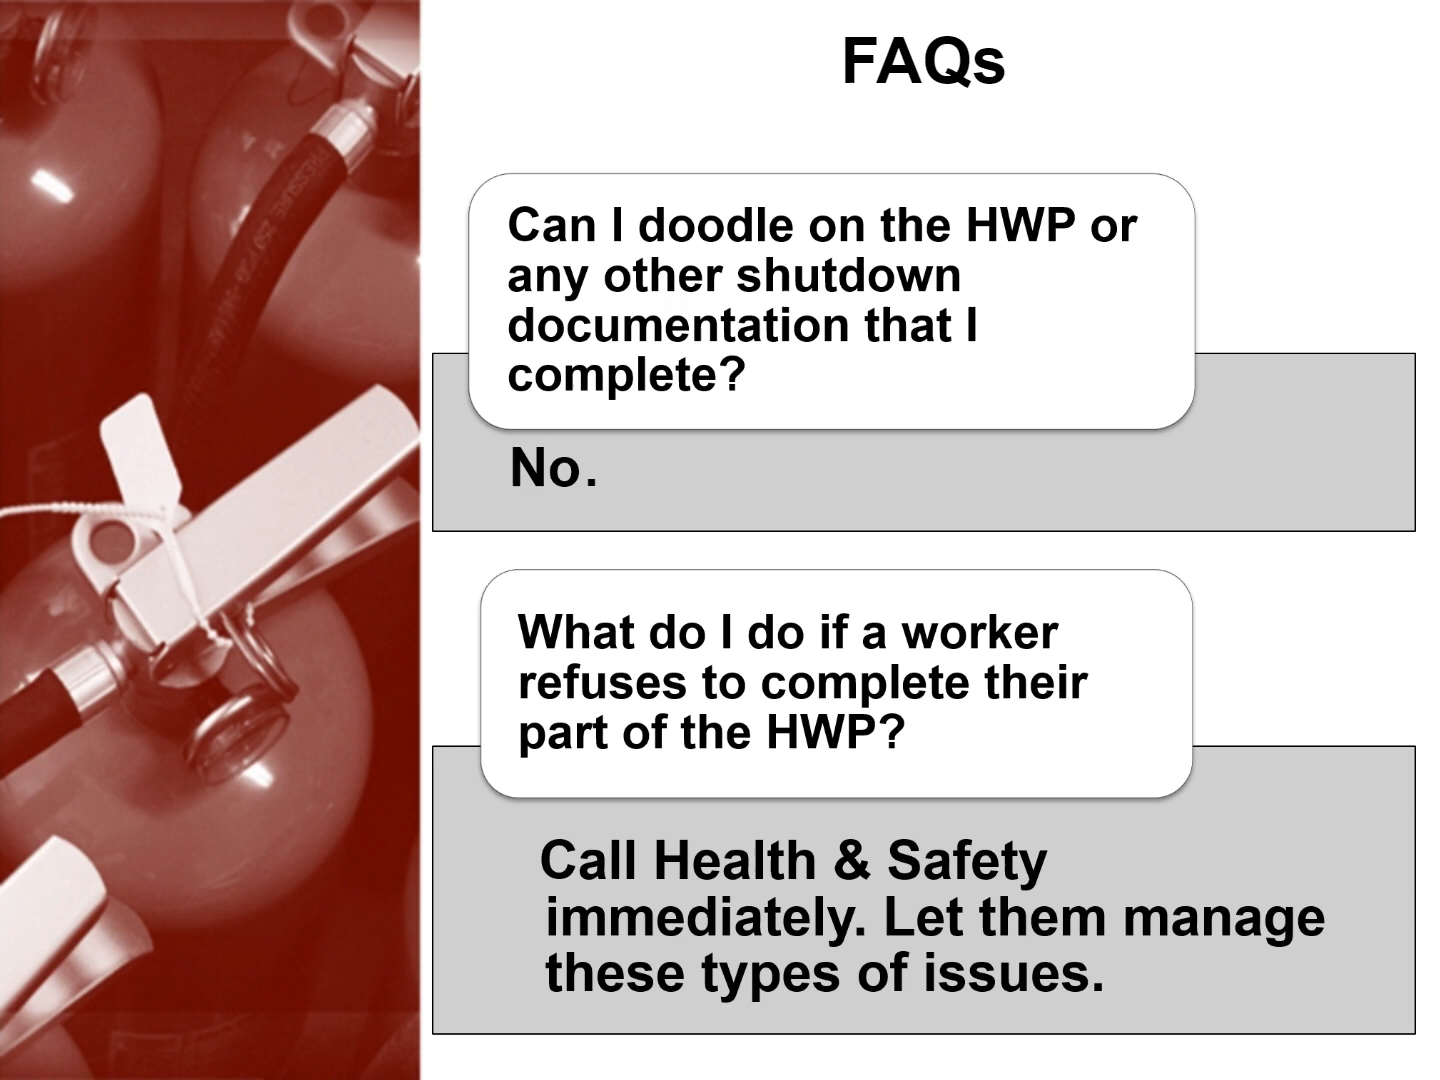 FAQs
Can I doodle on the HWP or
any other shutdown
documentation that I
complete?
No.
What do I do if a worker
refuses to complete their
part of the HWP?
Call Health & Safety
immediately. Let them manage
these types of issues.
PRESSURE